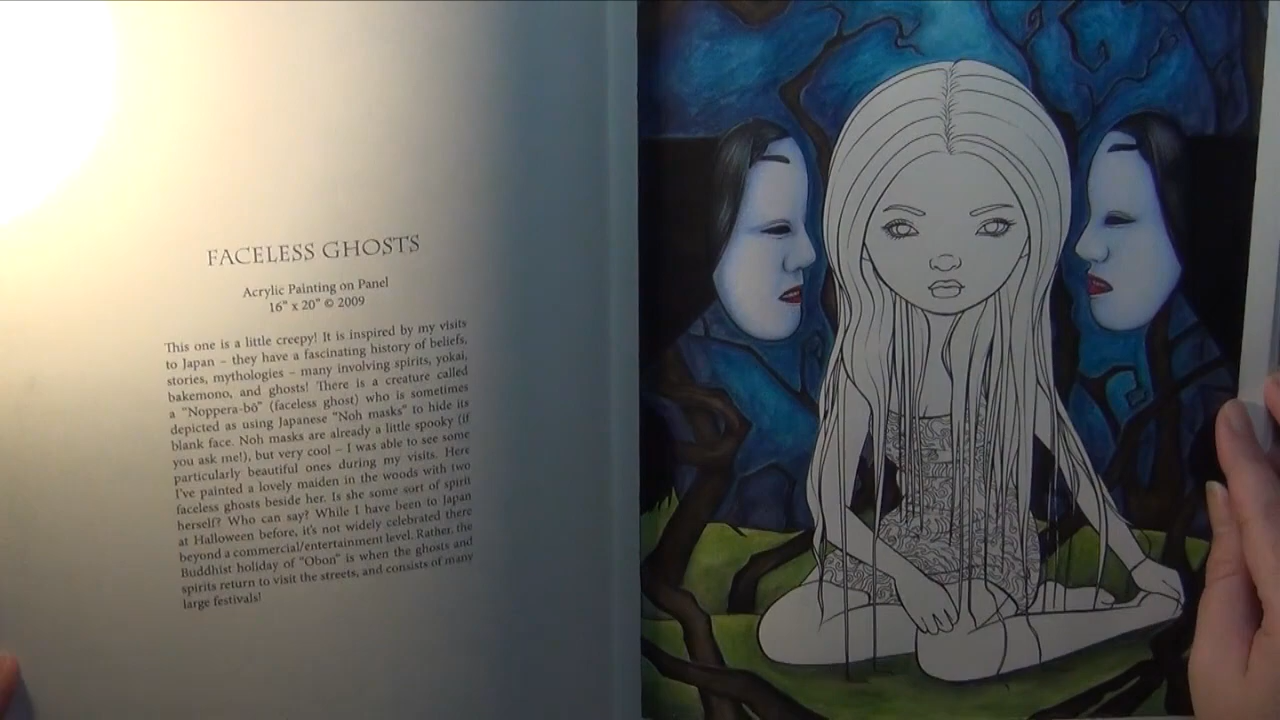 FACELESS GHOSTS
Acrylic Painting on Panel
16" x 20" © 2009
This one is a little creepy! It is inspired by my visits
to Japan – they have a fascinating history of beliefs,
stories, mythologies – many involving spirits, yokai,
bakemono, and ghosts! There is a creature called
a "Noppera-bō" (faceless ghost) who is sometimes
depicted as using Japanese "Noh masks" to hide its
blank face. Noh masks are already a little spooky (if
you ask me!), but very cool – I was able to see some
particularly beautiful ones during my visits. Here
I've painted a lovely maiden in the woods with two
faceless ghosts beside her. Is she some sort of spirit
herself? Who can say? While I have been to Japan
at Halloween before, it's not widely celebrated there
beyond a commercial/entertainment level. Rather, the
Buddhist holiday of "Obon" is when the ghosts and
spirits return to visit the streets, and consists of many
large festivals!